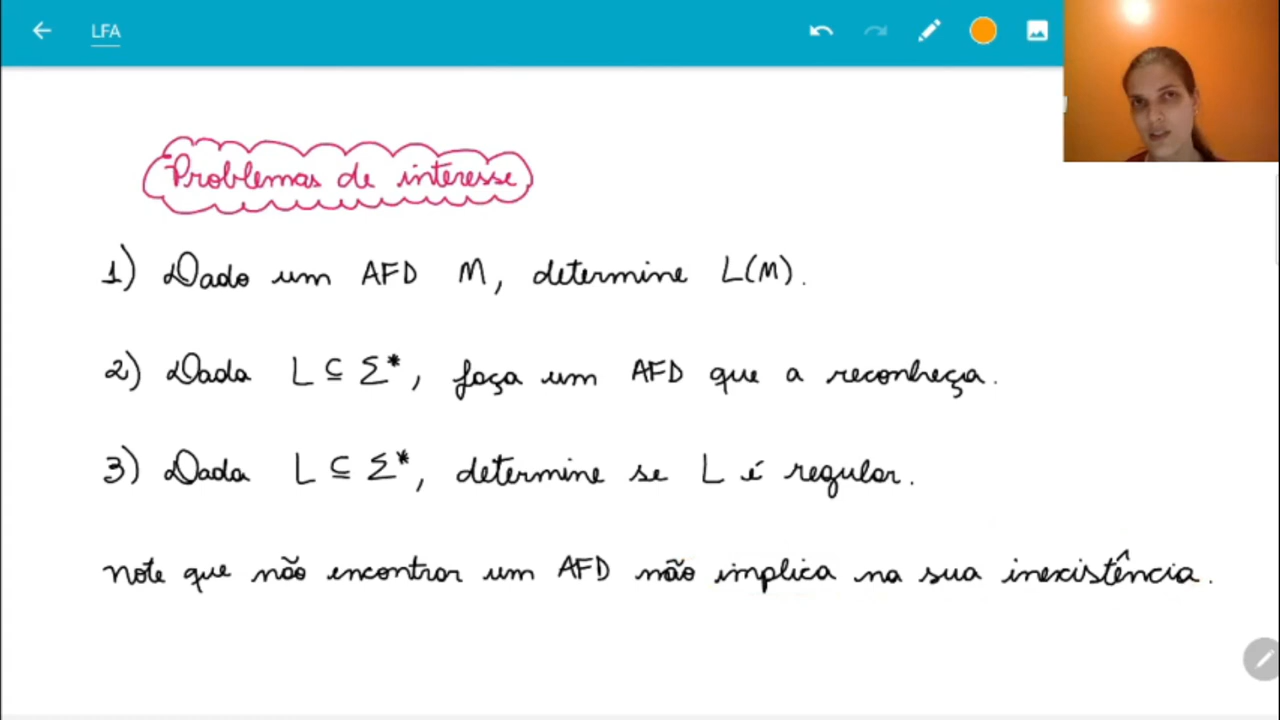 LFA
Problemas de interesse
1) Dado um AFD M, determine L(M).
2) Dada L ⊆ Σ*, faça um AFD que a reconheça.
3) Dada L ⊆ Σ*, determine se L é regular.
Note que não encontrar um AFD não implica na sua inexistência.